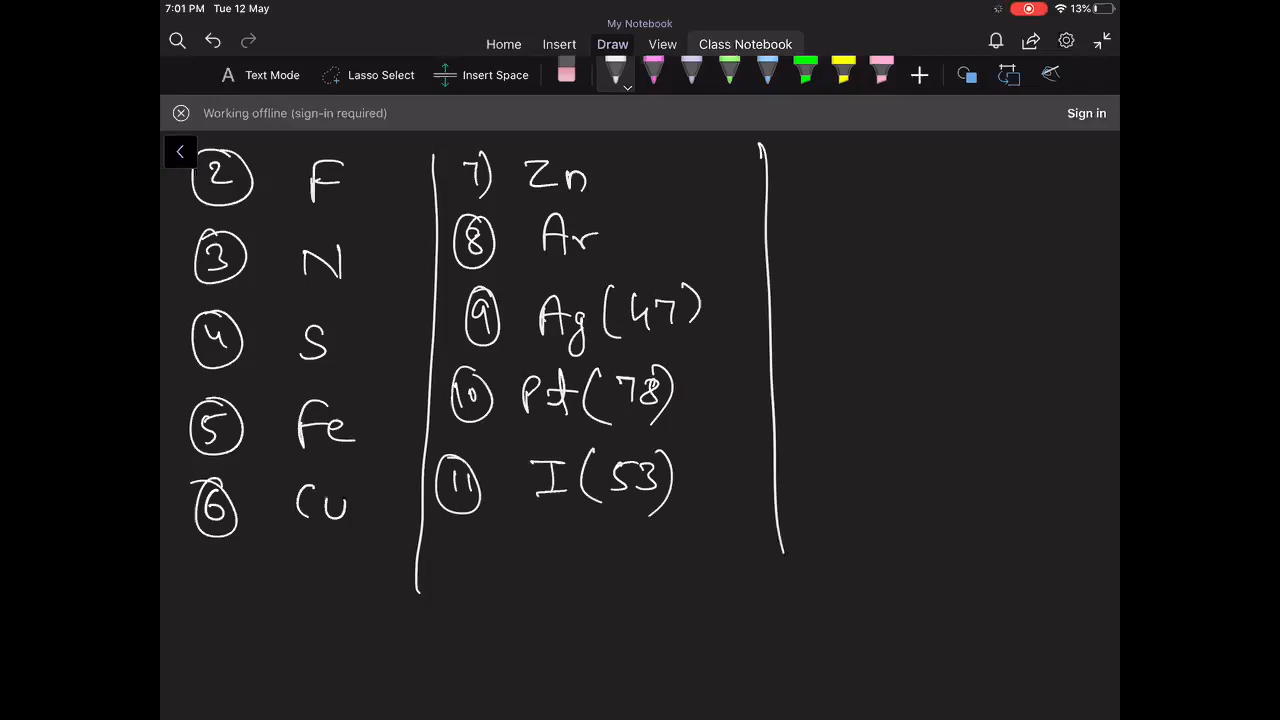 7:01 PM Tue 12 May
13%
My Notebook
Home Insert Draw View Class Notebook
A Text Mode Lasso Select Insert Space
Working offline (sign-in required) Sign in
2 F
3 N
4 S
5 Fe
6 Cu
7) Zn
8 Ar
9 Ag (47)
10 Pt (78)
11 I (53)